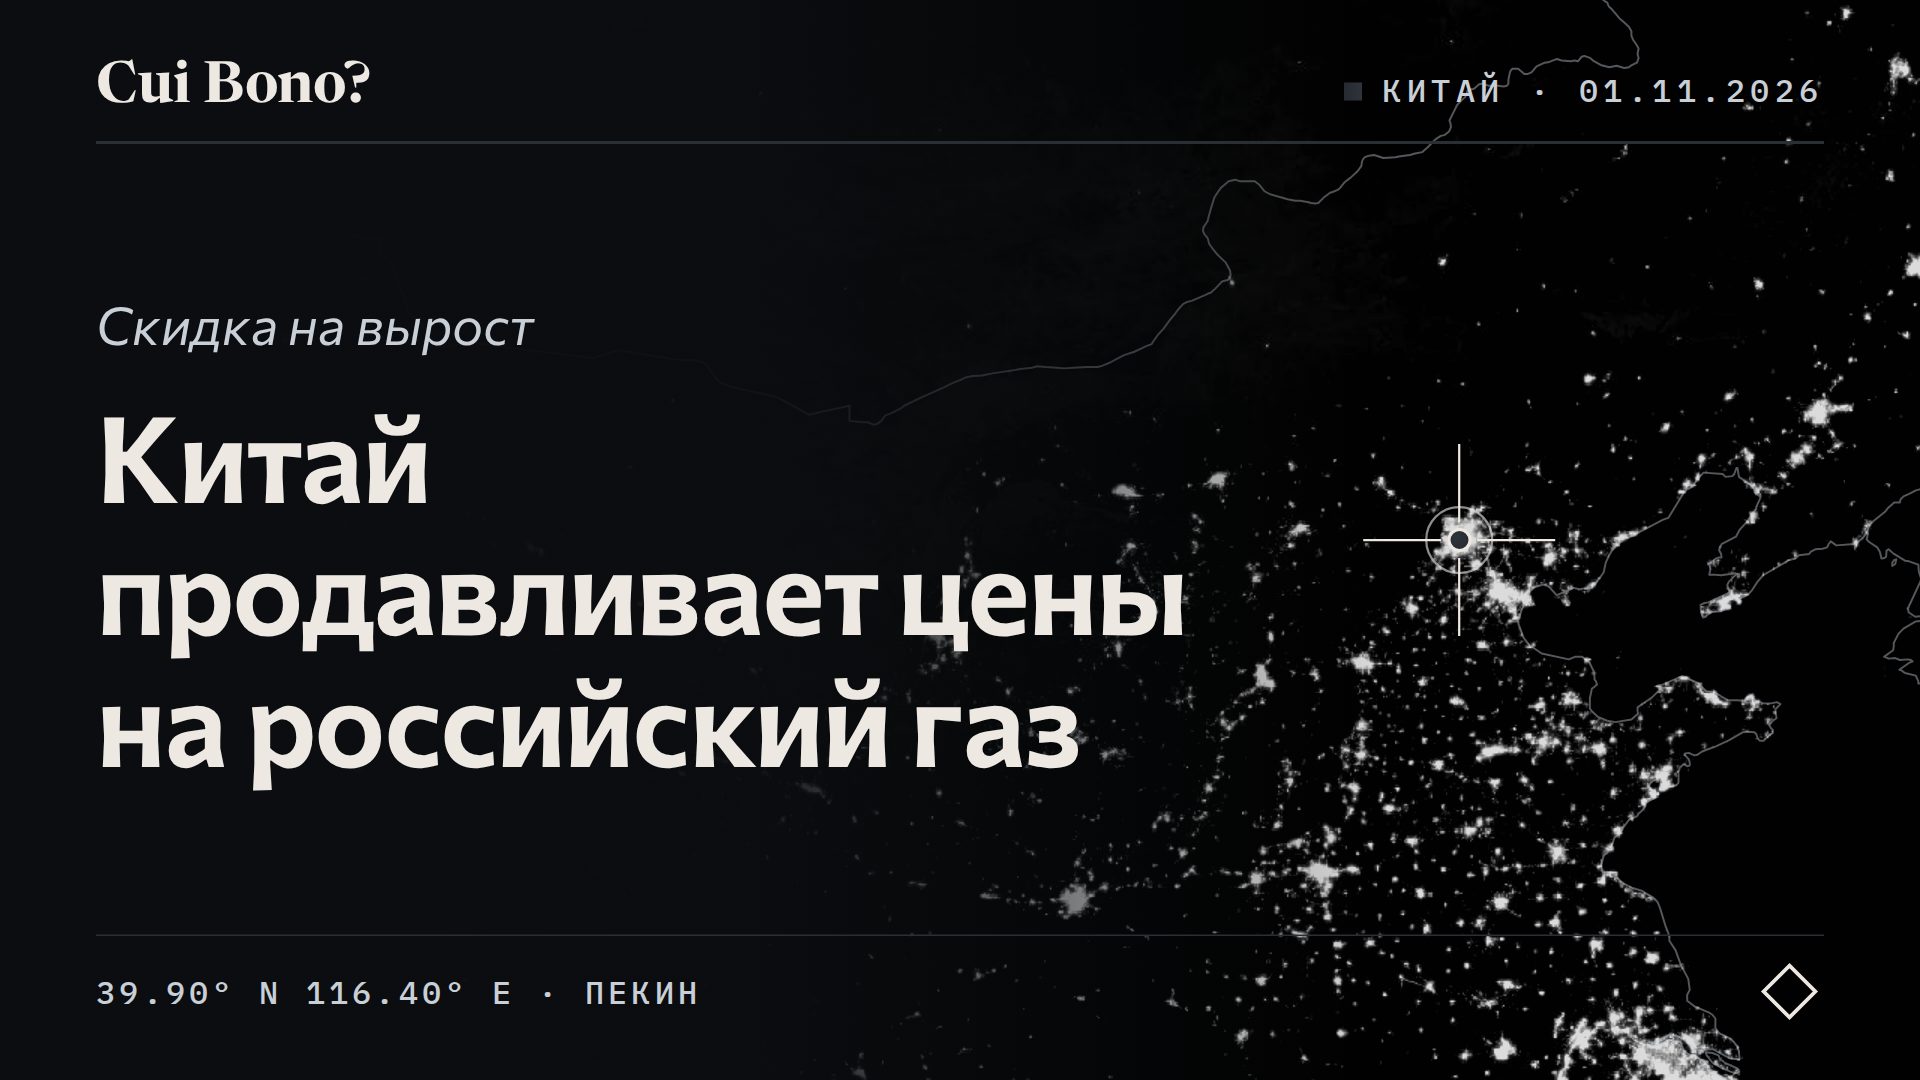 Cui Bono?
КИТАЙ · 01.11.2026
Скидка на вырост
Китай
продавливает цены
на российский газ
39.90° N 116.40° E · ПЕКИН